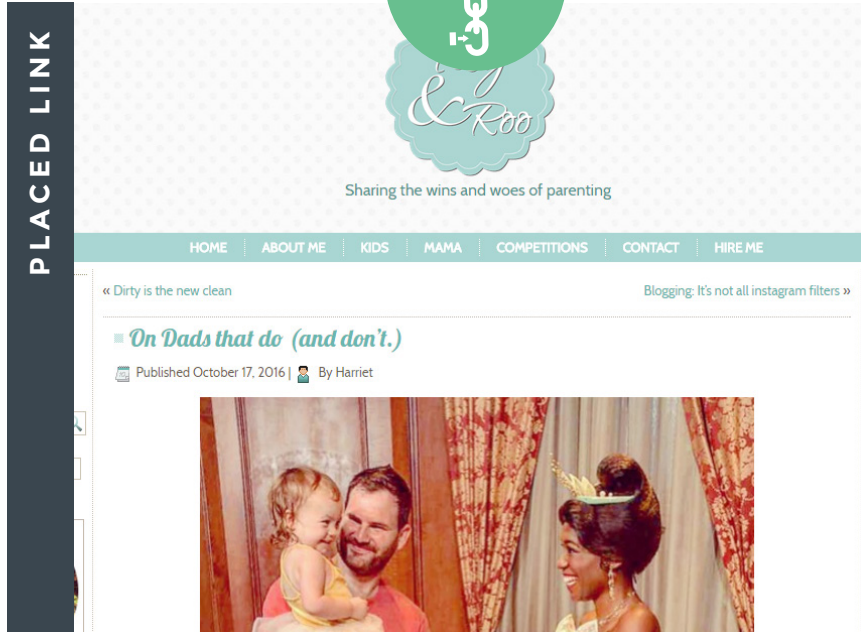 PLACED LINK
& Roo
Sharing the wins and woes of parenting
HOME ABOUT ME KIDS MAMA COMPETITIONS CONTACT HIRE ME
« Dirty is the new clean
Blogging: It's not all instagram filters »
On Dads that do (and don't.)
Published October 17, 2016 | By Harriet